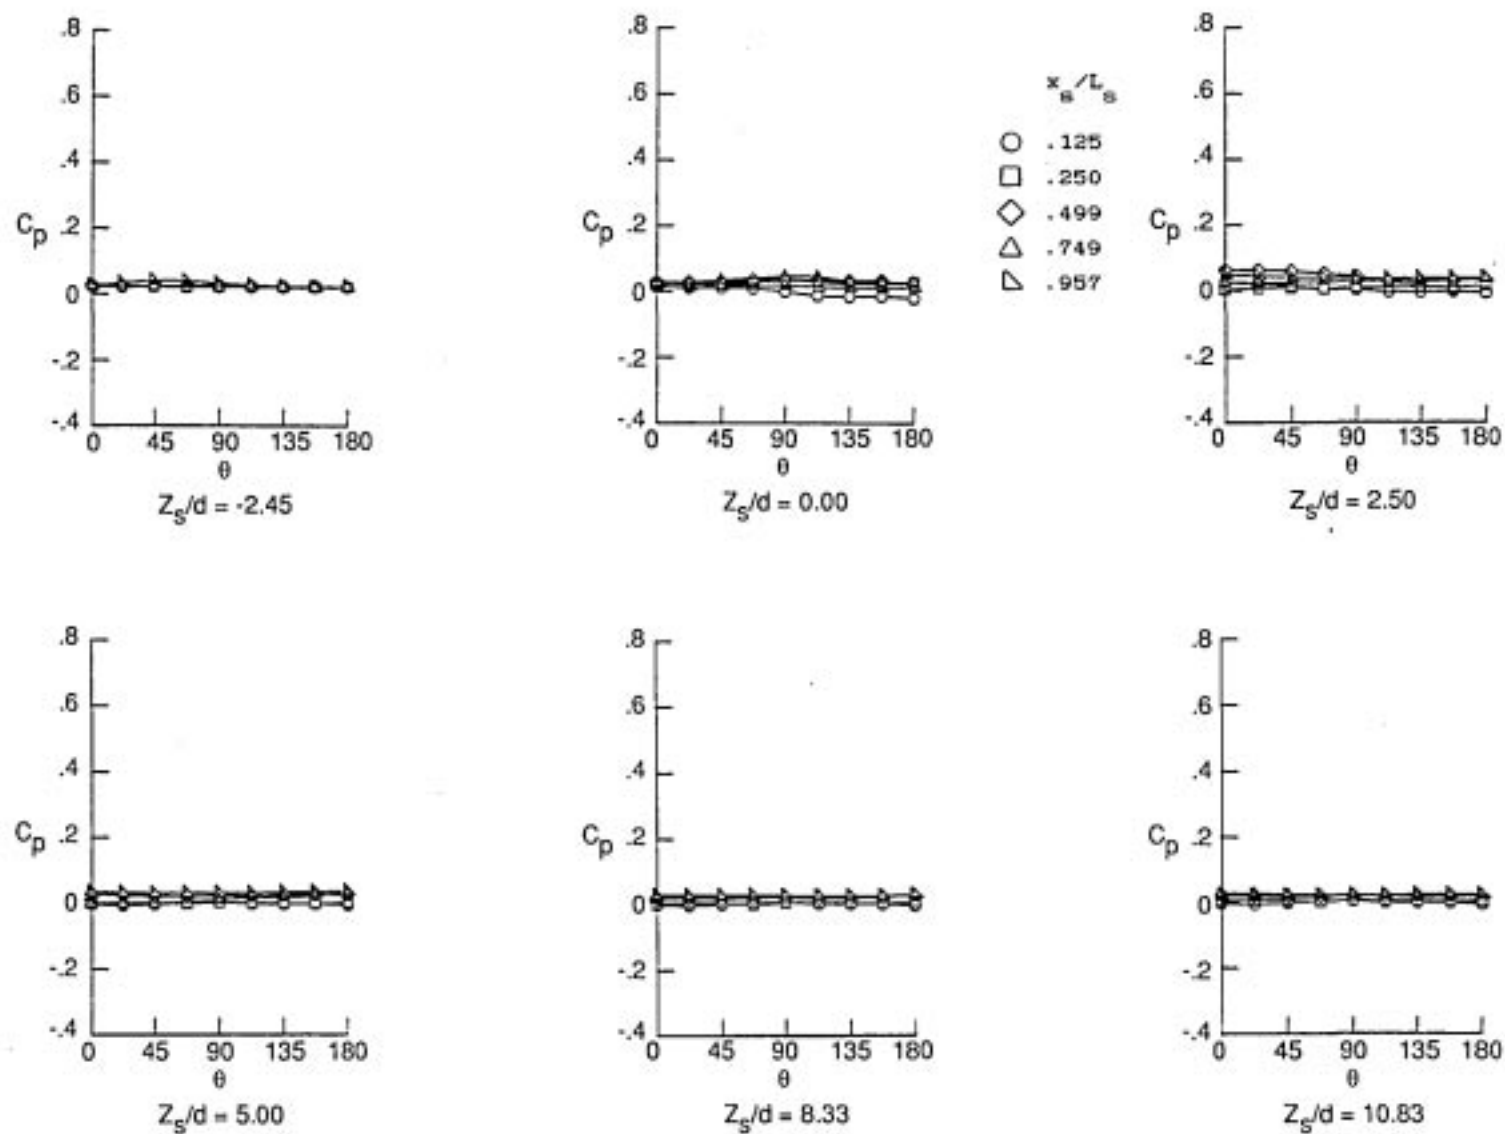 .8
.6
.4
.2
0
-.2
-.4
Cp
0 45 90 135 180
θ
Zs/d = -2.45
.8
.6
.4
.2
0
-.2
-.4
Cp
0 45 90 135 180
θ
Zs/d = 0.00
xs/Ls
.125
.250
.499
.749
.957
.8
.6
.4
.2
0
-.2
-.4
Cp
0 45 90 135 180
θ
Zs/d = 2.50
.8
.6
.4
.2
0
-.2
-.4
Cp
0 45 90 135 180
θ
Zs/d = 5.00
.8
.6
.4
.2
0
-.2
-.4
Cp
0 45 90 135 180
θ
Zs/d = 8.33
.8
.6
.4
.2
0
-.2
-.4
Cp
0 45 90 135 180
θ
Zs/d = 10.83